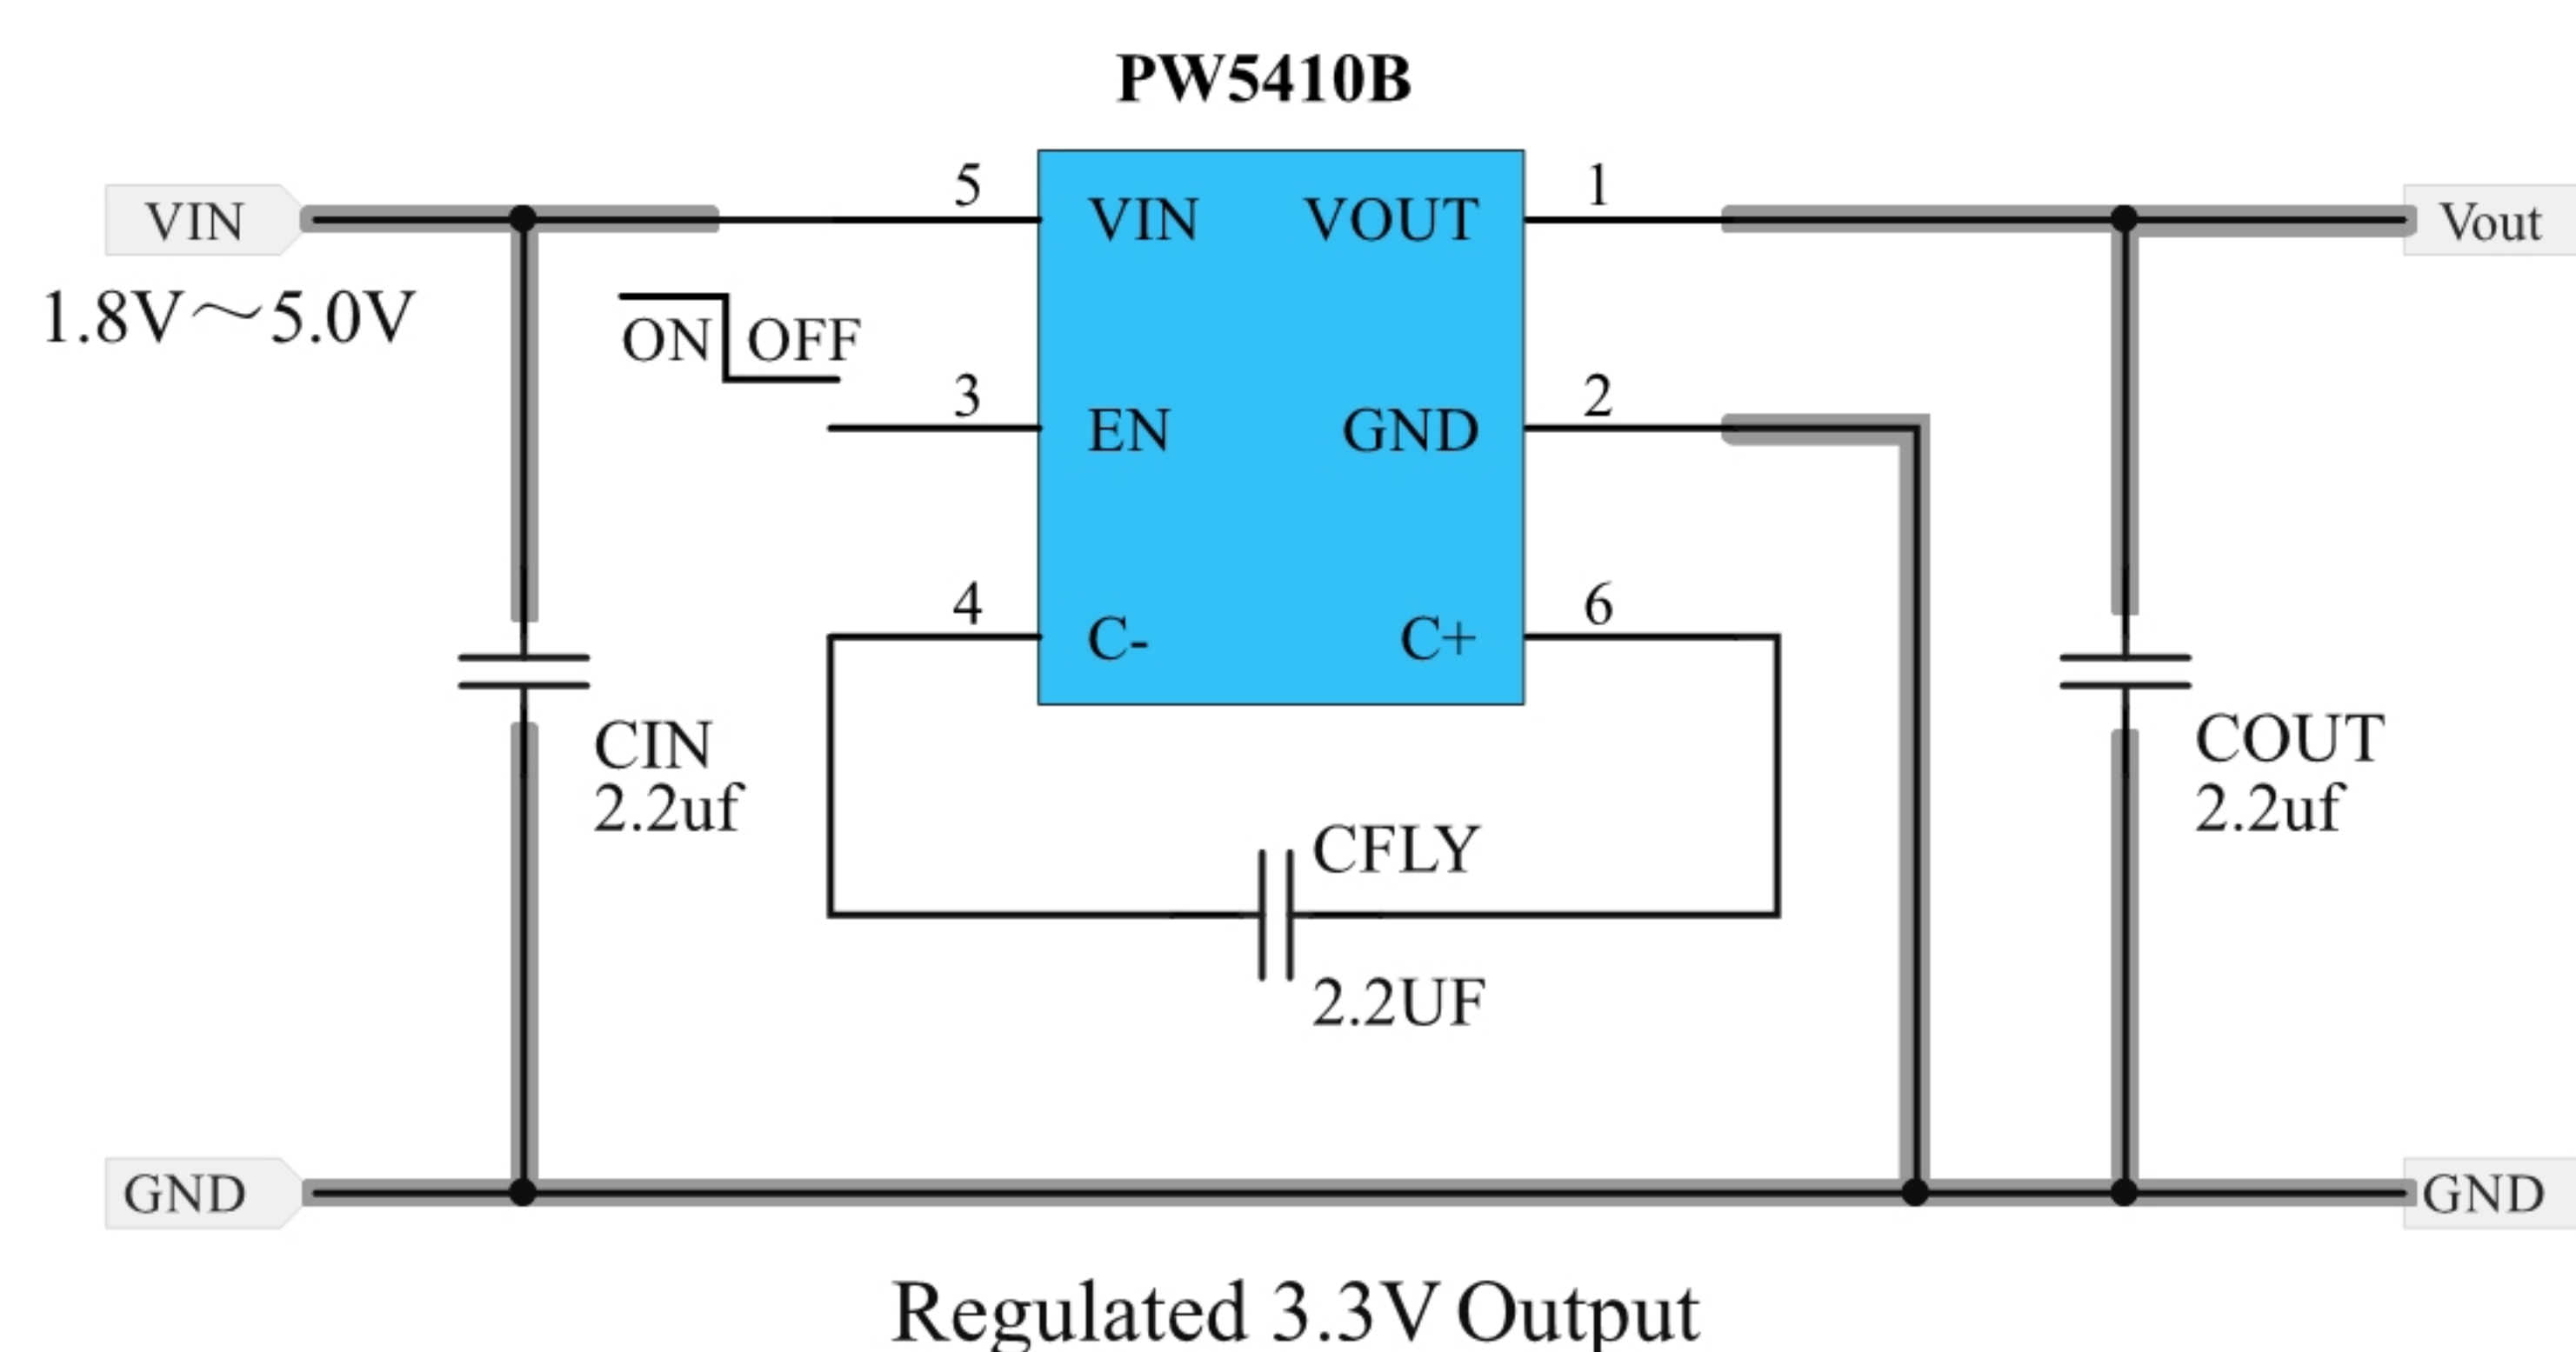 PW5410B
VIN
5
VIN
VOUT
1
Vout
1.8V～5.0V
ON
OFF
3
EN
GND
2
4
C-
C+
6
CIN
2.2uf
COUT
2.2uf
CFLY
2.2UF
GND
GND
Regulated 3.3V Output